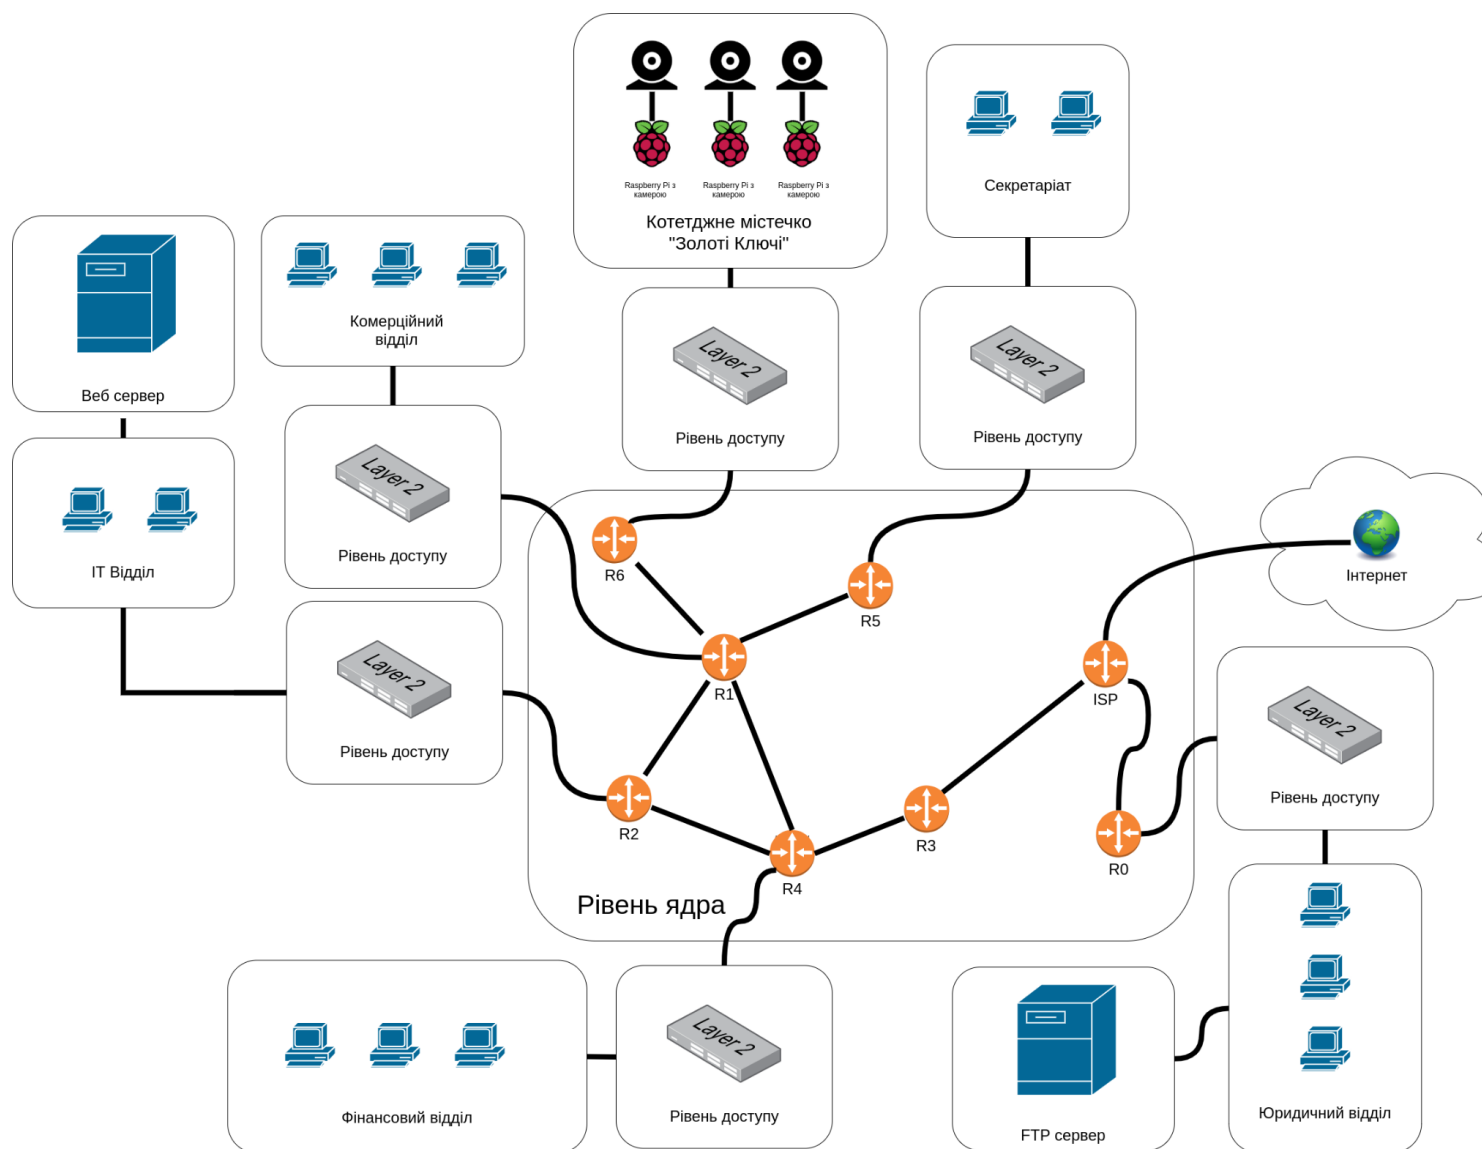 Raspberry Pi з
камерою
Raspberry Pi з
камерою
Raspberry Pi з
камерою
Котетджне містечко
"Золоті Ключі"
Секретаріат
Веб сервер
Комерційний
відділ
Layer 2
Рівень доступу
Layer 2
Рівень доступу
Layer 2
Рівень доступу
ІТ Відділ
Layer 2
Рівень доступу
R6
R5
R1
ISP
Інтернет
R2
R4
R3
R0
Рівень ядра
Layer 2
Рівень доступу
Фінансовий відділ
Layer 2
Рівень доступу
FTP сервер
Юридичний відділ